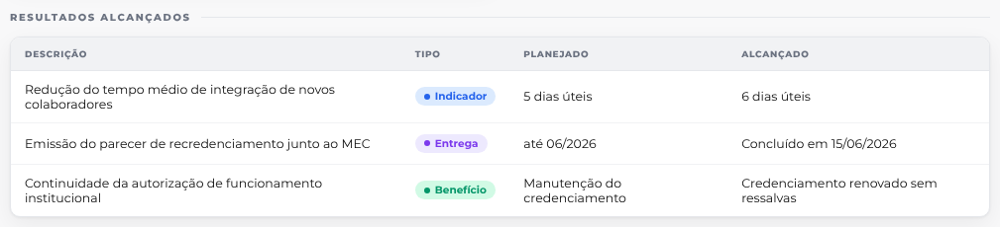 RESULTADOS ALCANÇADOS
DESCRIÇÃO TIPO PLANEJADO ALCANÇADO
Redução do tempo médio de integração de novos
colaboradores
Indicador
5 dias úteis
6 dias úteis
Emissão do parecer de recredenciamento junto ao MEC
Entrega
até 06/2026
Concluído em 15/06/2026
Continuidade da autorização de funcionamento
institucional
Benefício
Manutenção do
credenciamento
Credenciamento renovado sem
ressalvas